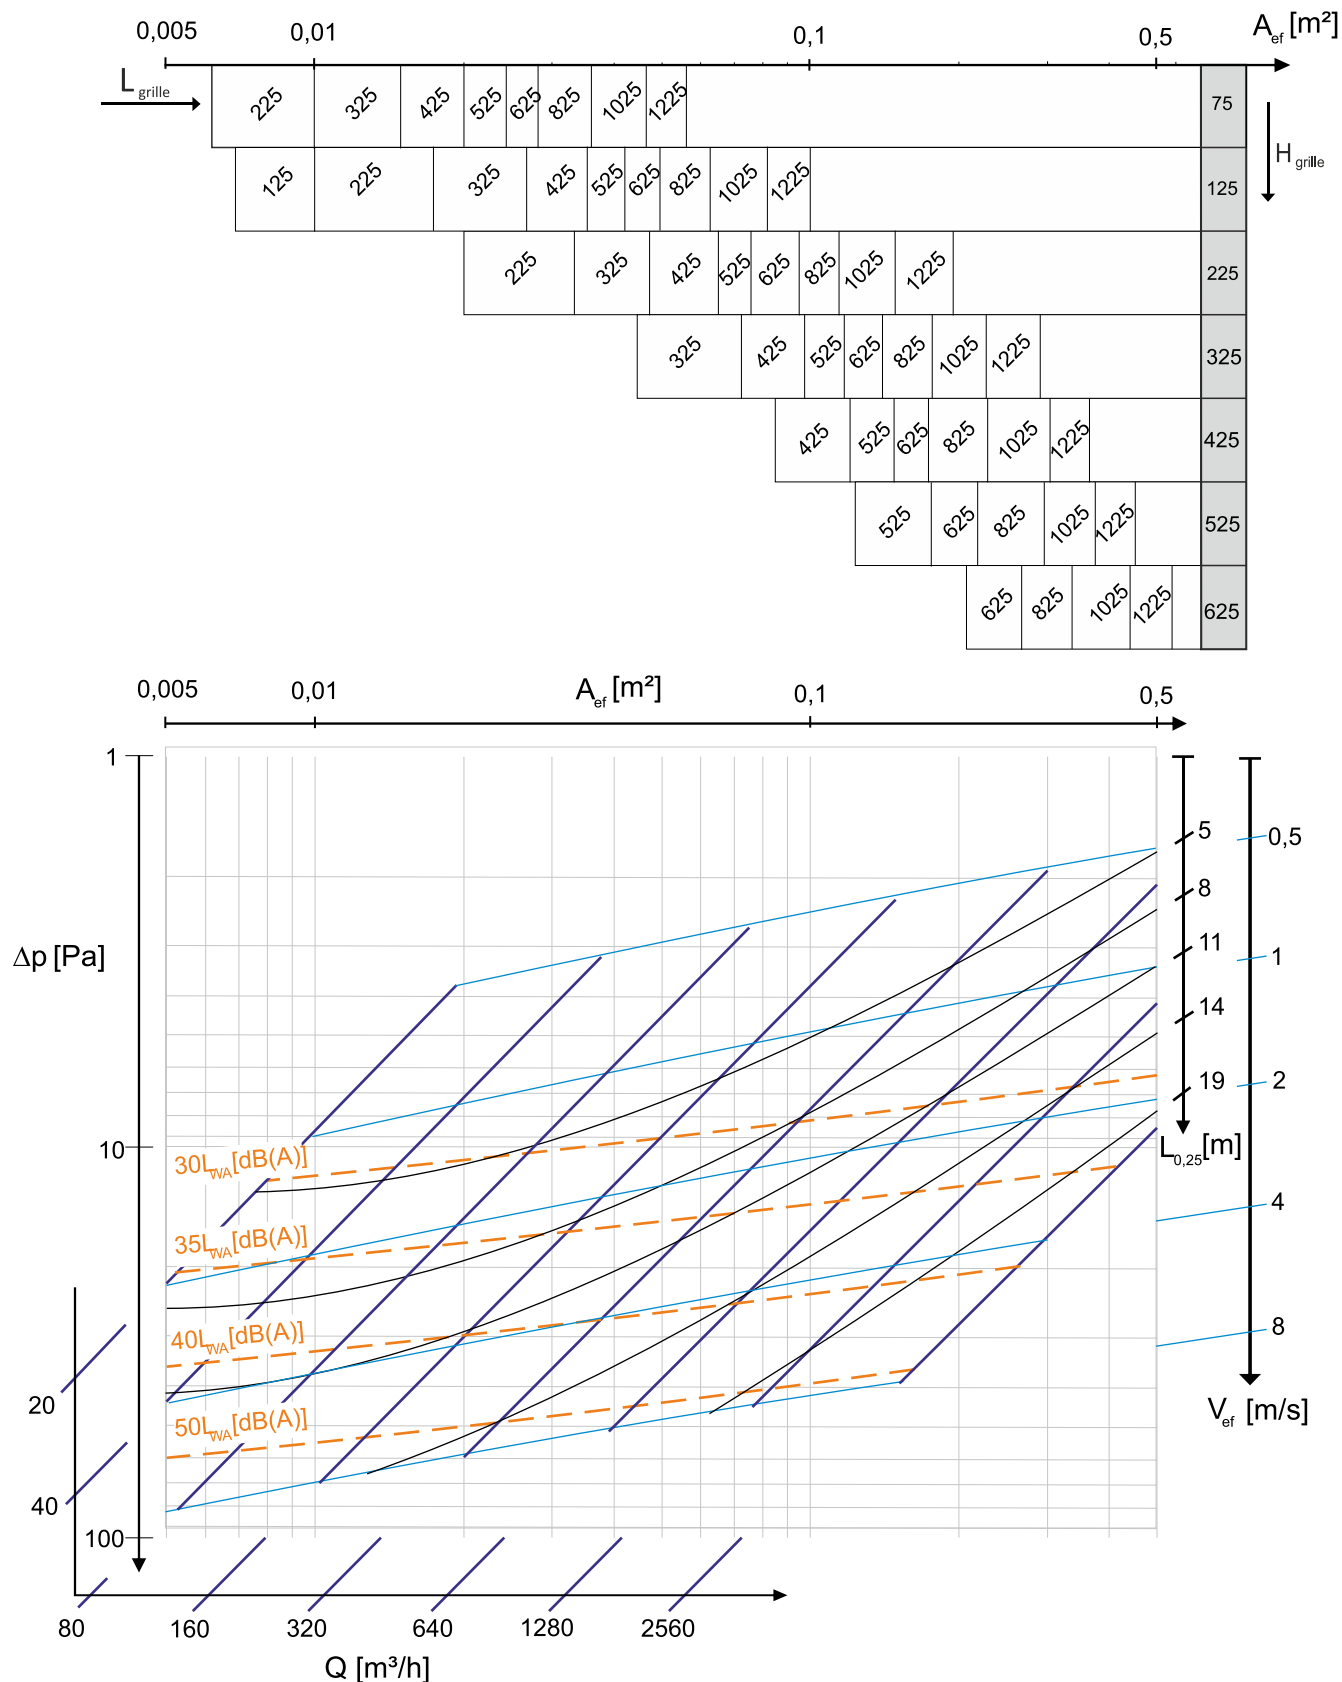 0,005 0,01 0,1 0,5 A_ef [m²]
L_grille
225 325 425 525 625 825 1025 1225 75
H_grille
125 225 325 425 525 625 825 1025 1225 125
225 325 425 525 625 825 1025 1225 225
325 425 525 625 825 1025 1225 325
425 525 625 825 1025 1225 425
525 625 825 1025 1225 525
625 825 1025 1225 625
0,005 0,01 A_ef [m²] 0,1 0,5
1
5 0,5
8
11
Δp [Pa] 1
14
19 2
10
30L_WA[dB(A)] L_0,25[m]
4
35L_WA[dB(A)]
40L_WA[dB(A)] 8
20
50L_WA[dB(A)] V_ef [m/s]
40
100
80 160 320 640 1280 2560
Q [m³/h]